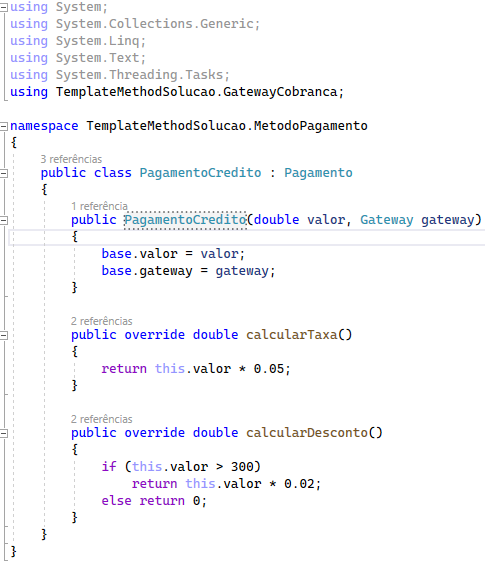 using System;
using System.Collections.Generic;
using System.Linq;
using System.Text;
using System.Threading.Tasks;
using TemplateMethodSolucao.GatewayCobranca;
namespace TemplateMethodSolucao.MetodoPagamento
{
3 referências
public class PagamentoCredito : Pagamento
{
1 referência
public PagamentoCredito(double valor, Gateway gateway)
{
base.valor = valor;
base.gateway = gateway;
}
2 referências
public override double calcularTaxa()
{
return this.valor * 0.05;
}
2 referências
public override double calcularDesconto()
{
if (this.valor > 300)
return this.valor * 0.02;
else return 0;
}
}
}